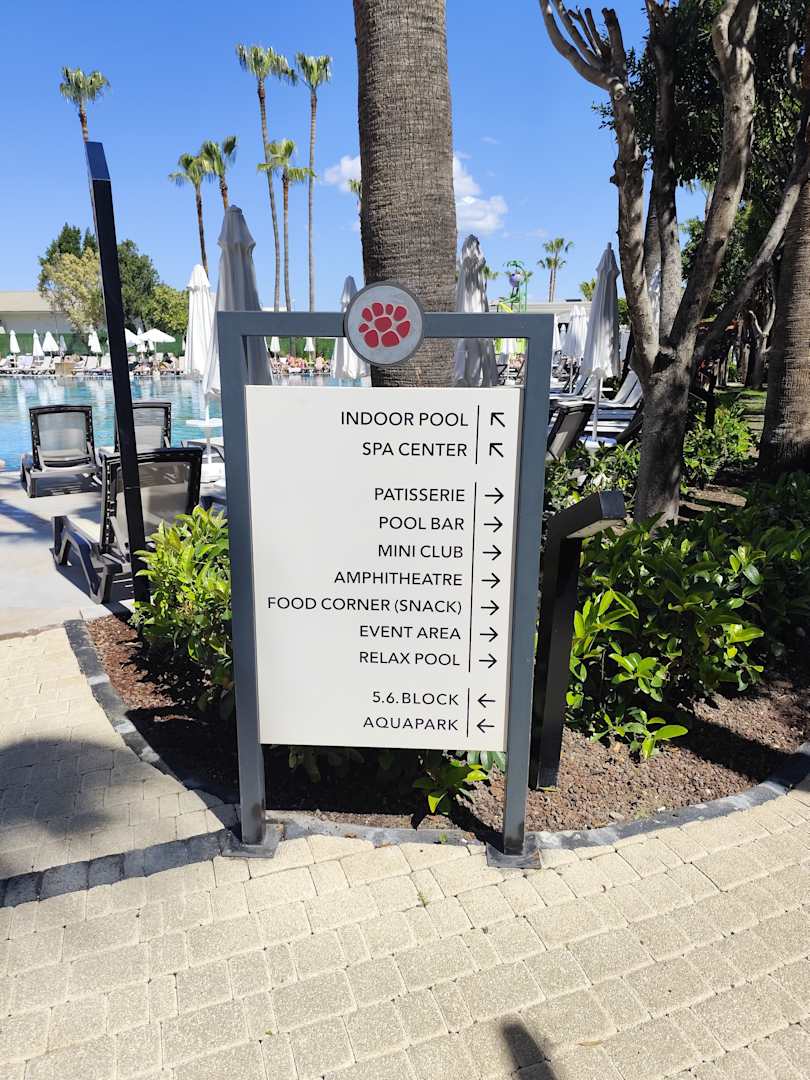 INDOOR POOL ↖
SPA CENTER ↖
PATISSERIE →
POOL BAR →
MINI CLUB →
AMPHITHEATRE →
FOOD CORNER (SNACK) →
EVENT AREA →
RELAX POOL →
5.6.BLOCK ←
AQUAPARK ←